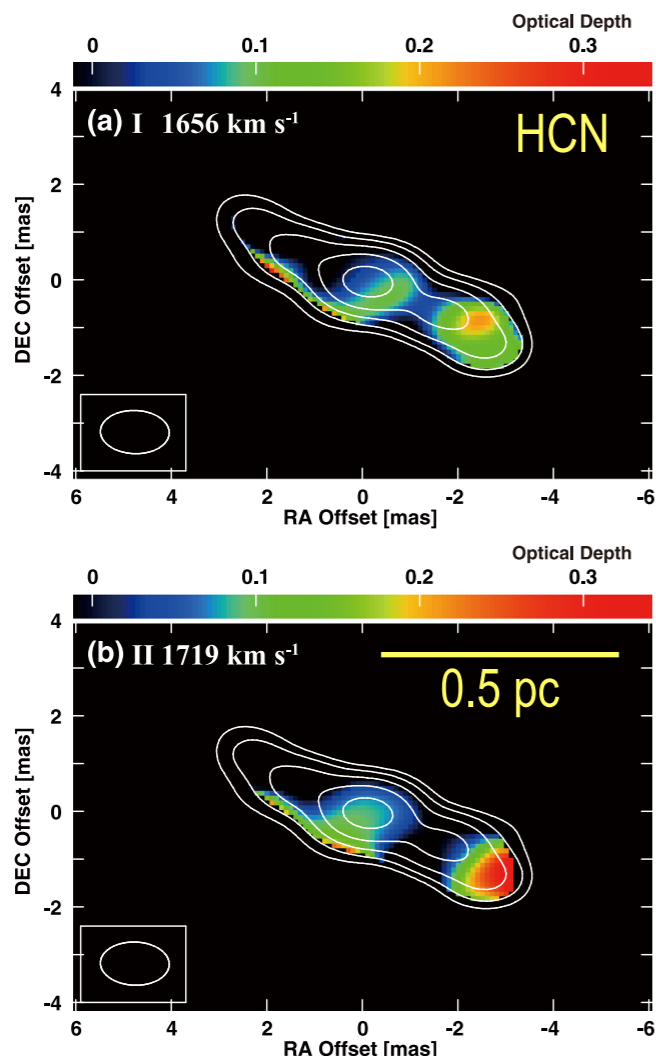 Optical Depth
0 0.1 0.2 0.3
(a) I 1656 km s⁻¹
HCN
4
2
0
-2
-4
DEC Offset [mas]
6 4 2 0 -2 -4 -6
RA Offset [mas]
Optical Depth
0 0.1 0.2 0.3
(b) II 1719 km s⁻¹
0.5 pc
4
2
0
-2
-4
DEC Offset [mas]
6 4 2 0 -2 -4 -6
RA Offset [mas]